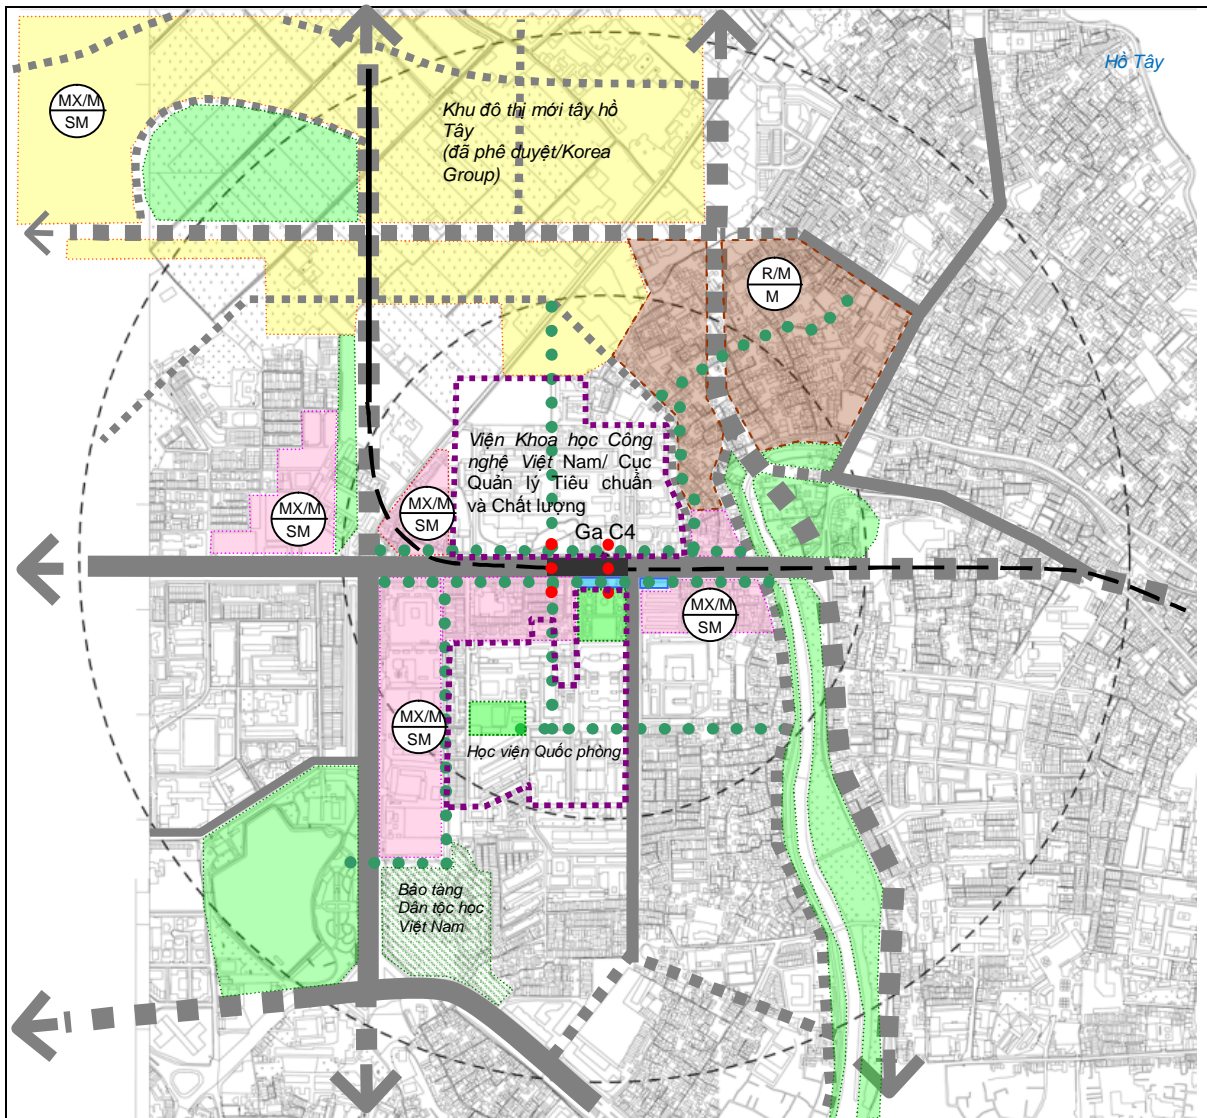 Hồ Tây
MX/M
SM
Khu đô thị mới tây hồ
Tây
(đã phê duyệt/Korea
Group)
R/M
M
Viện Khoa học Công
nghệ Việt Nam/ Cục
Quản lý Tiêu chuẩn
và Chất lượng
MX/M
SM
MX/M
SM
Ga C4
MX/M
SM
MX/M
SM
Học viện Quốc phòng
Bảo tàng
Dân tộc học
Việt Nam